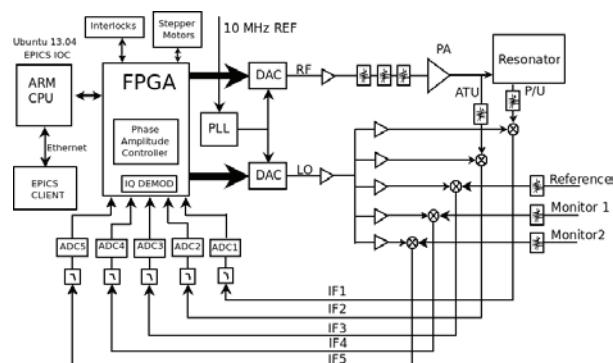 Ubuntu 13.04
EPICS IOC
ARM
CPU
Ethernet
EPICS
CLIENT
Interlocks
Stepper
Motors
10 MHz REF
FPGA
Phase
Amplitude
Controller
IQ DEMOD
PLL
DAC
RF
DAC
LO
PA
ATU
Resonator
P/U
Reference
Monitor 1
Monitor2
ADC5
ADC4
ADC3
ADC2
ADC1
IF1
IF2
IF3
IF4
IF5